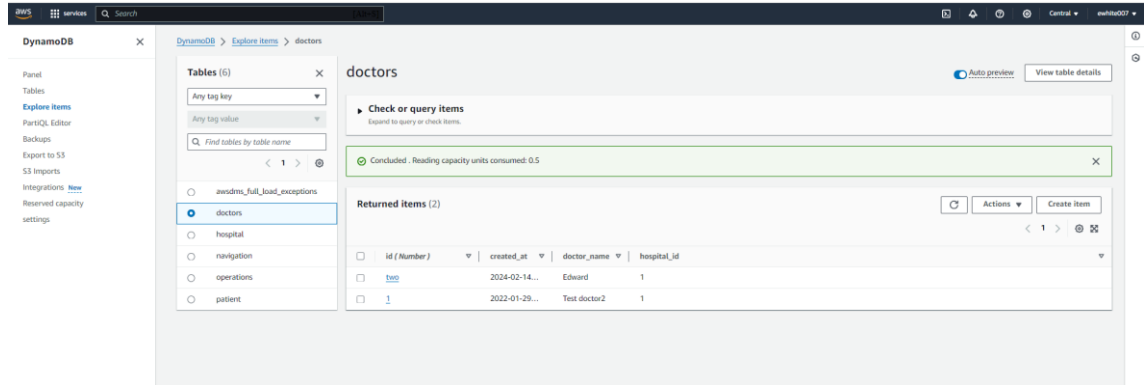 aws services Search Central ewhite007
DynamoDB
Panel
Tables
Explore items
PartiQL Editor
Backups
Export to S3
S3 Imports
Integrations New
Reserved capacity
settings
DynamoDB > Explore items > doctors
Tables (6)
Any tag key
Any tag value
Find tables by table name
1
awsdms_full_load_exceptions
doctors
hospital
navigation
operations
patient
doctors
Auto preview View table details
Check or query items
Expand to query or check items.
Concluded . Reading capacity units consumed: 0.5
Returned items (2)
Actions Create item
1
id (Number) created_at doctor_name hospital_id
two 2024-02-14... Edward 1
1 2022-01-29... Test doctor2 1